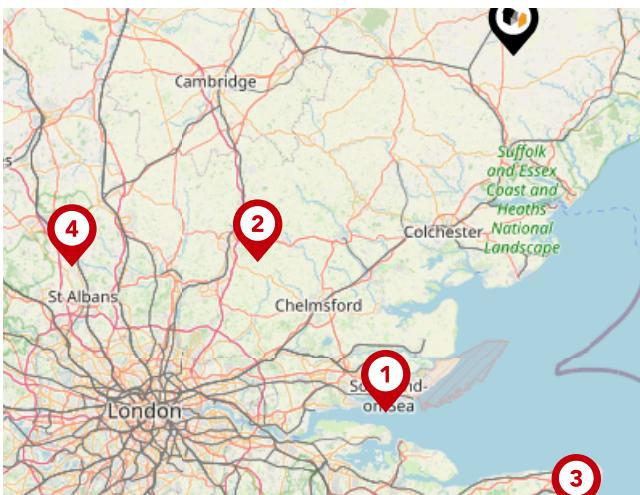 Cambridge
Suffolk
and Essex
Coast and
Heaths
National
Landscape
2
4
Colchester
St Albans
Chelmsford
1
on-Sea
London
3